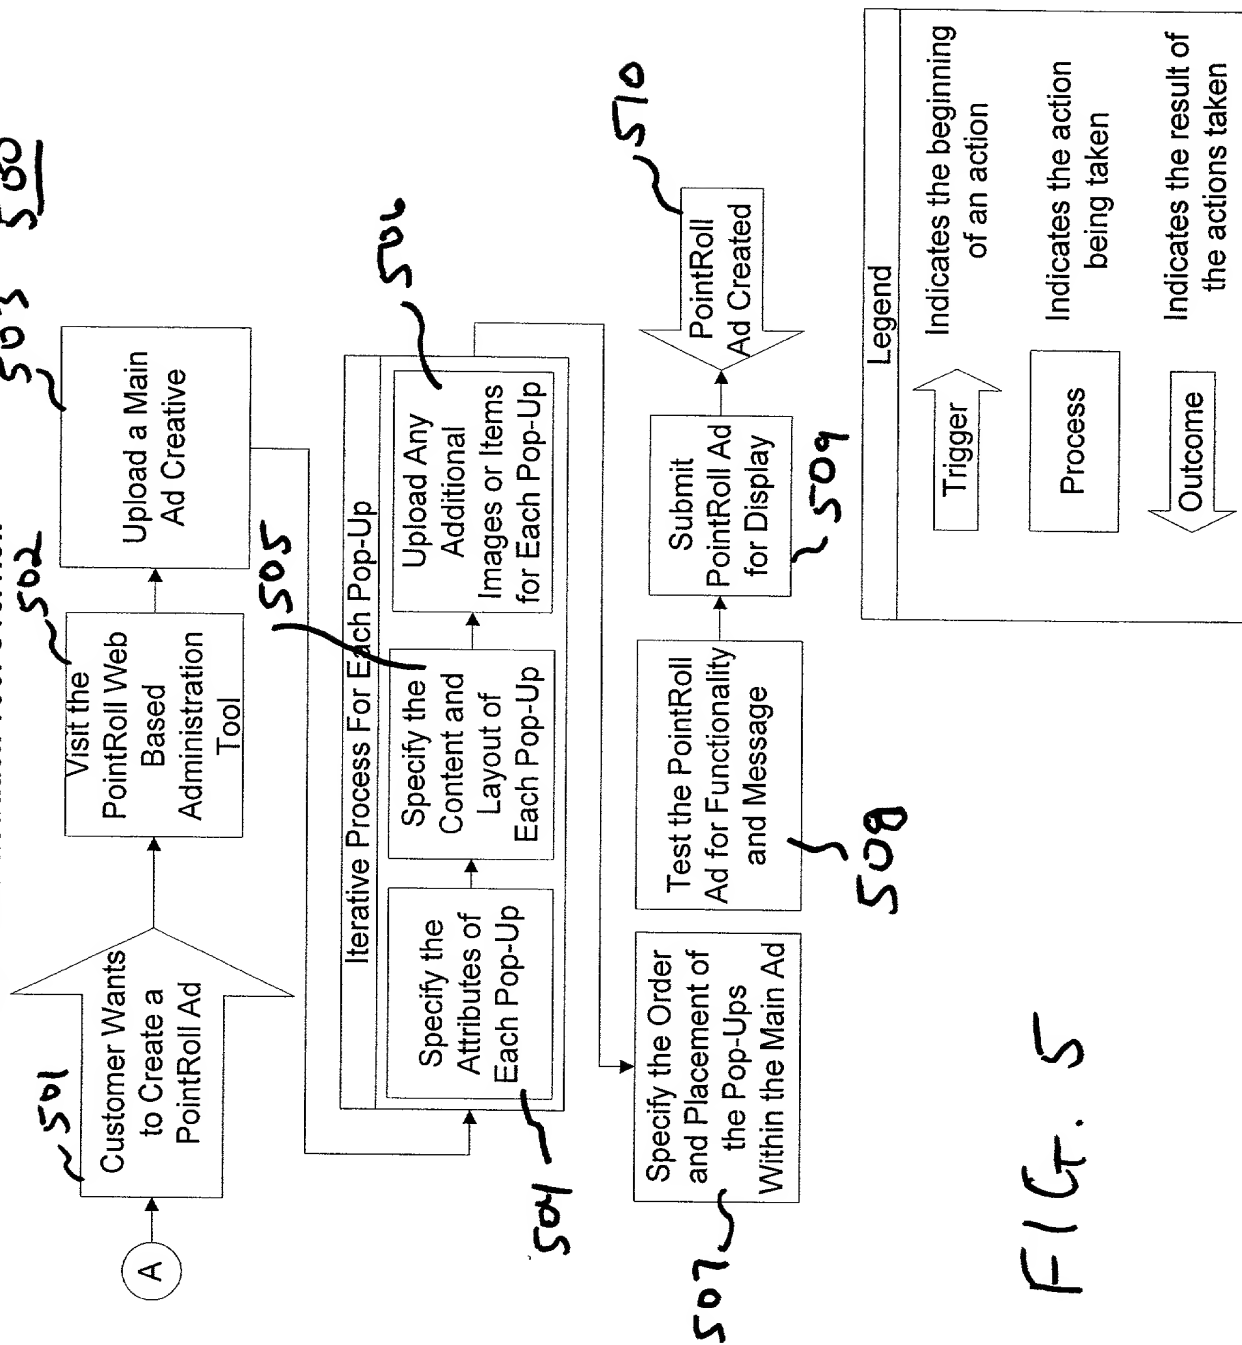 500
501
502
503
A
Customer Wants
to Create a
PointRoll Ad
Visit the
PointRoll Web
Based
Administration
Tool
Upload a Main
Ad Creative
Iterative Process For Each Pop-Up
504
505
506
Specify the
Attributes of
Each Pop-Up
Specify the
Content and
Layout of
Each Pop-Up
Upload Any
Additional
Images or Items
for Each Pop-Up
507
Specify the Order
and Placement of
the Pop-Ups
Within the Main Ad
508
Test the PointRoll
Ad for Functionality
and Message
509
Submit
PointRoll Ad
for Display
510
PointRoll
Ad Created
Legend
Trigger
Indicates the beginning
of an action
Process
Indicates the action
being taken
Outcome
Indicates the result of
the actions taken
FIG. 5